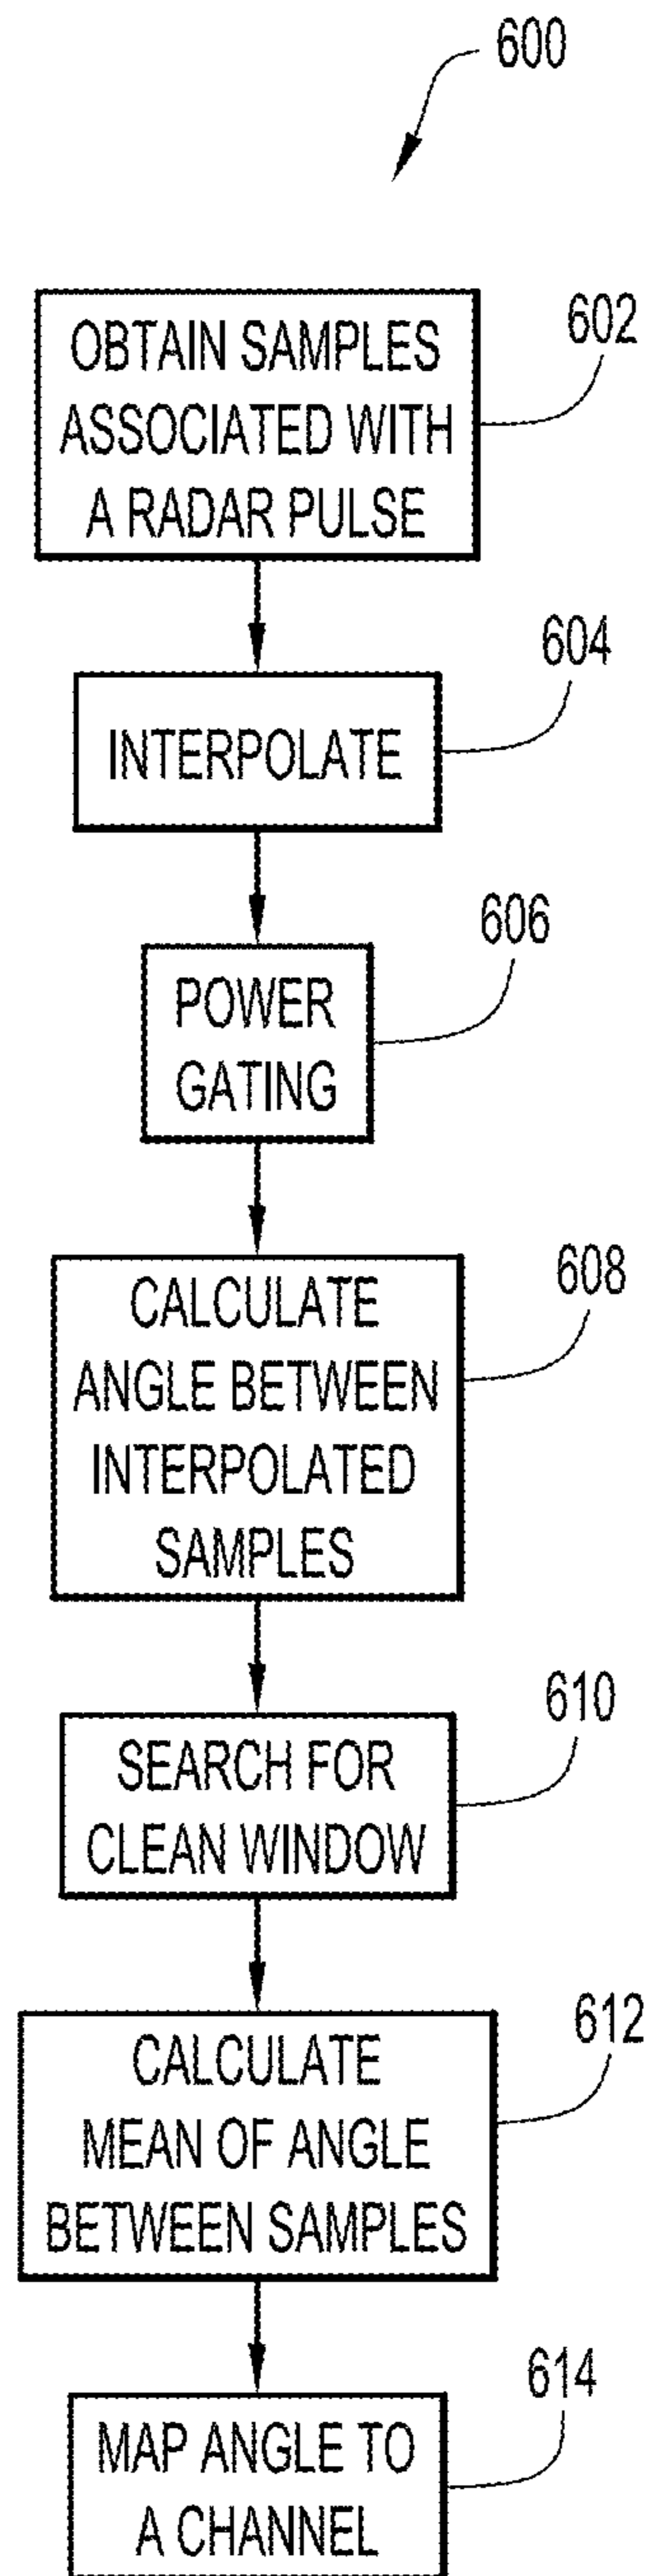 600
602
OBTAIN SAMPLES
ASSOCIATED WITH
A RADAR PULSE
604
INTERPOLATE
606
POWER
GATING
608
CALCULATE
ANGLE BETWEEN
INTERPOLATED
SAMPLES
610
SEARCH FOR
CLEAN WINDOW
612
CALCULATE
MEAN OF ANGLE
BETWEEN SAMPLES
614
MAP ANGLE TO
A CHANNEL